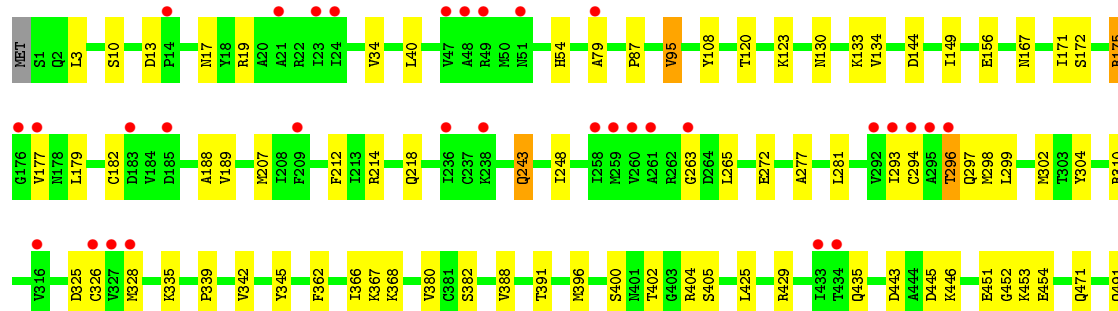 MET S1 Q2 L3 S10 D13 P14 N17 Y18 R19 A20 A21 R22 I23 I24 V34 L40 V47 A48 R49 M50 N51 H54 A79 P87 V95 Y108 T120 K123 N130 K133 V134 D144 I149 E156 N167 I171 S172 R175
G176 V177 N178 L179 C182 D183 V184 D185 A188 V189 M207 I208 F209 F212 I213 R214 Q218 I236 C237 K238 Q243 I248 I258 M259 V260 A261 R262 G263 D264 L265 E272 A277 L281 V292 I293 C294 A295 T296 Q297 M298 L299 M302 T303 Y304 R310
V316 D325 C326 V327 M328 K335 P339 V342 Y345 F362 I366 K367 K368 V380 C381 S382 V388 T391 M396 S400 N401 T402 G403 R404 S405 L425 R429 I433 T434 Q435 D443 A444 D445 K446 E451 G452 K453 E454 Q471 Q491